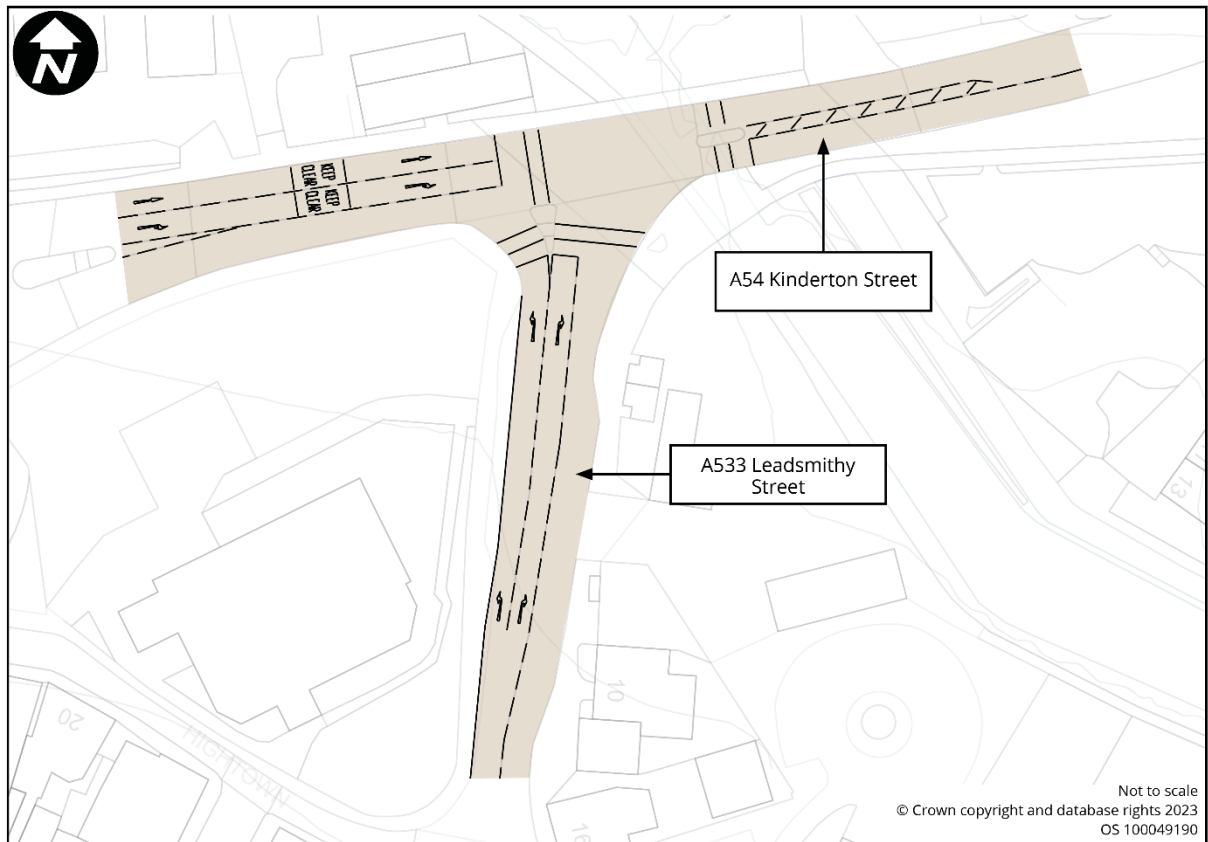 N
KEEP KEEP
CLEAR CLEAR
A54 Kinderton Street
A533 Leadsmithy
Street
13
10
20
HIGHTOWN
16
Not to scale
© Crown copyright and database rights 2023
OS 100049190